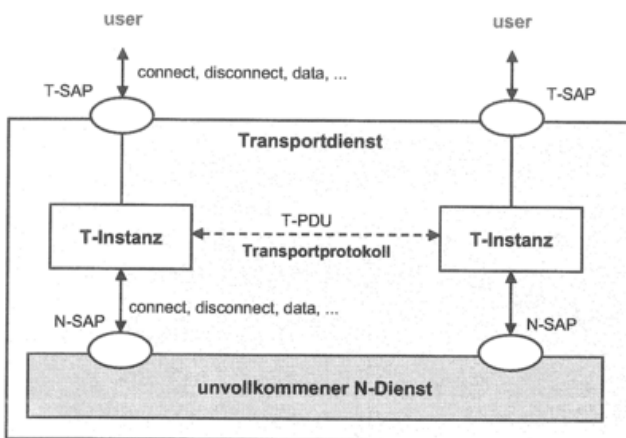 user
user
connect, disconnect, data, ...
T-SAP
T-SAP
Transportdienst
T-PDU
T-Instanz
T-Instanz
Transportprotokoll
connect, disconnect, data, ...
N-SAP
N-SAP
unvollkommener N-Dienst